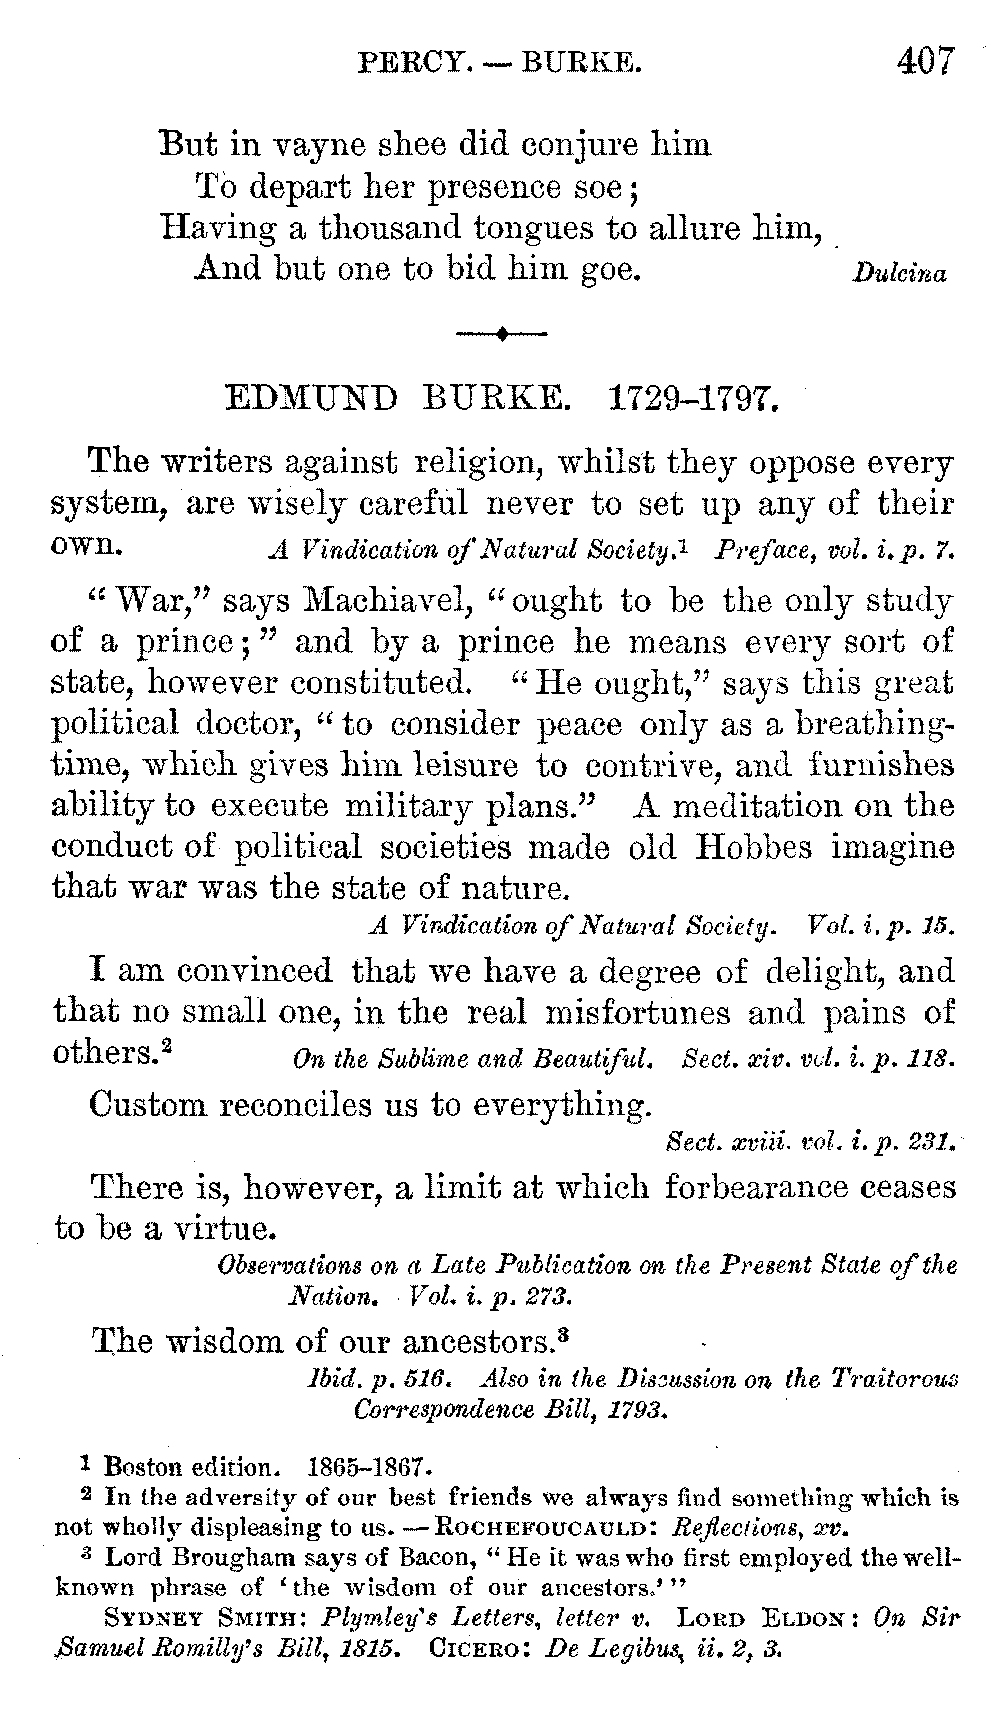 PERCY. — BURKE. 407
But in vayne shee did conjure him
To depart her presence soe;
Having a thousand tongues to allure him,
And but one to bid him goe. Dulcina
EDMUND BURKE. 1729–1797.
The writers against religion, whilst they oppose every
system, are wisely careful never to set up any of their
own. A Vindication of Natural Society.¹ Preface, vol. i. p. 7.
“War,” says Machiavel, “ought to be the only study
of a prince;” and by a prince he means every sort of
state, however constituted. “He ought,” says this great
political doctor, “to consider peace only as a breathing-
time, which gives him leisure to contrive, and furnishes
ability to execute military plans.” A meditation on the
conduct of political societies made old Hobbes imagine
that war was the state of nature.
A Vindication of Natural Society. Vol. i. p. 15.
I am convinced that we have a degree of delight, and
that no small one, in the real misfortunes and pains of
others.² On the Sublime and Beautiful. Sect. xiv. vol. i. p. 118.
Custom reconciles us to everything.
Sect. xviii. vol. i. p. 231.
There is, however, a limit at which forbearance ceases
to be a virtue.
Observations on a Late Publication on the Present State of the
Nation. Vol. i. p. 273.
The wisdom of our ancestors.³
Ibid. p. 516. Also in the Discussion on the Traitorous
Correspondence Bill, 1793.
¹ Boston edition. 1865–1867.
² In the adversity of our best friends we always find something which is
not wholly displeasing to us. — ROCHEFOUCAULD: Reflections, xv.
³ Lord Brougham says of Bacon, “He it was who first employed the well-
known phrase of ‘the wisdom of our ancestors.’”
SYDNEY SMITH: Plymley's Letters, letter v. LORD ELDON: On Sir
Samuel Romilly's Bill, 1815. CICERO: De Legibus, ii. 2, 3.